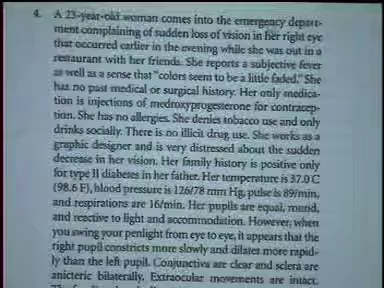 4. A 23-year-old woman comes into the emergency depart-
ment complaining of sudden loss of vision in her right eye
that occurred earlier in the evening while she was out in a
restaurant with her friends. She reports a subjective fever
as well as a sense that "colors seem to be a little faded." She
has no past medical or surgical history. Her only medica-
tion is injections of medroxyprogesterone for contracep-
tion. She has no allergies. She denies tobacco use and only
drinks socially. There is no illicit drug use. She works as a
graphic designer and is very distressed about the sudden
decrease in her vision. Her family history is positive only
for type II diabetes in her father. Her temperature is 37.0 C
(98.6 F), blood pressure is 126/78 mm Hg, pulse is 89/min,
and respirations are 16/min. Her pupils are equal, round,
and reactive to light and accommodation. However, when
you swing your penlight from eye to eye, it appears that the
right pupil constricts more slowly and dilates more rapid-
ly than the left pupil. Conjunctiva are clear and sclera are
anicteric bilaterally. Extraocular movements are intact.